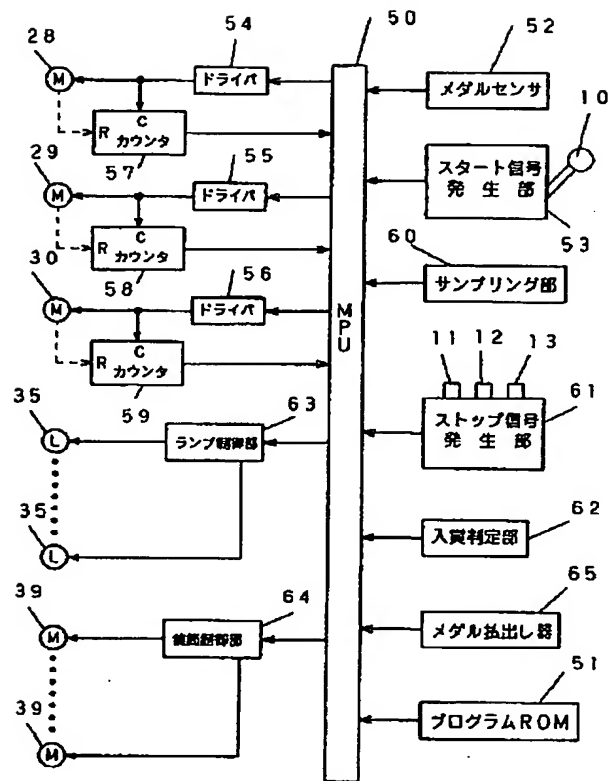 28
54
50
52
M
ドライバ
メダルセンサ
10
C
R カウンタ
57
スタート信号
発生部
53
29
55
M
ドライバ
C
R カウンタ
58
60
サンプリング部
30
56
M
ドライバ
MPU
C
R カウンタ
59
11 12 13
61
ストップ信号
発生部
35
63
L
ランプ制御部
35
L
62
入賞判定部
39
64
M
制御部
65
メダル払出し器
39
M
51
プログラムROM